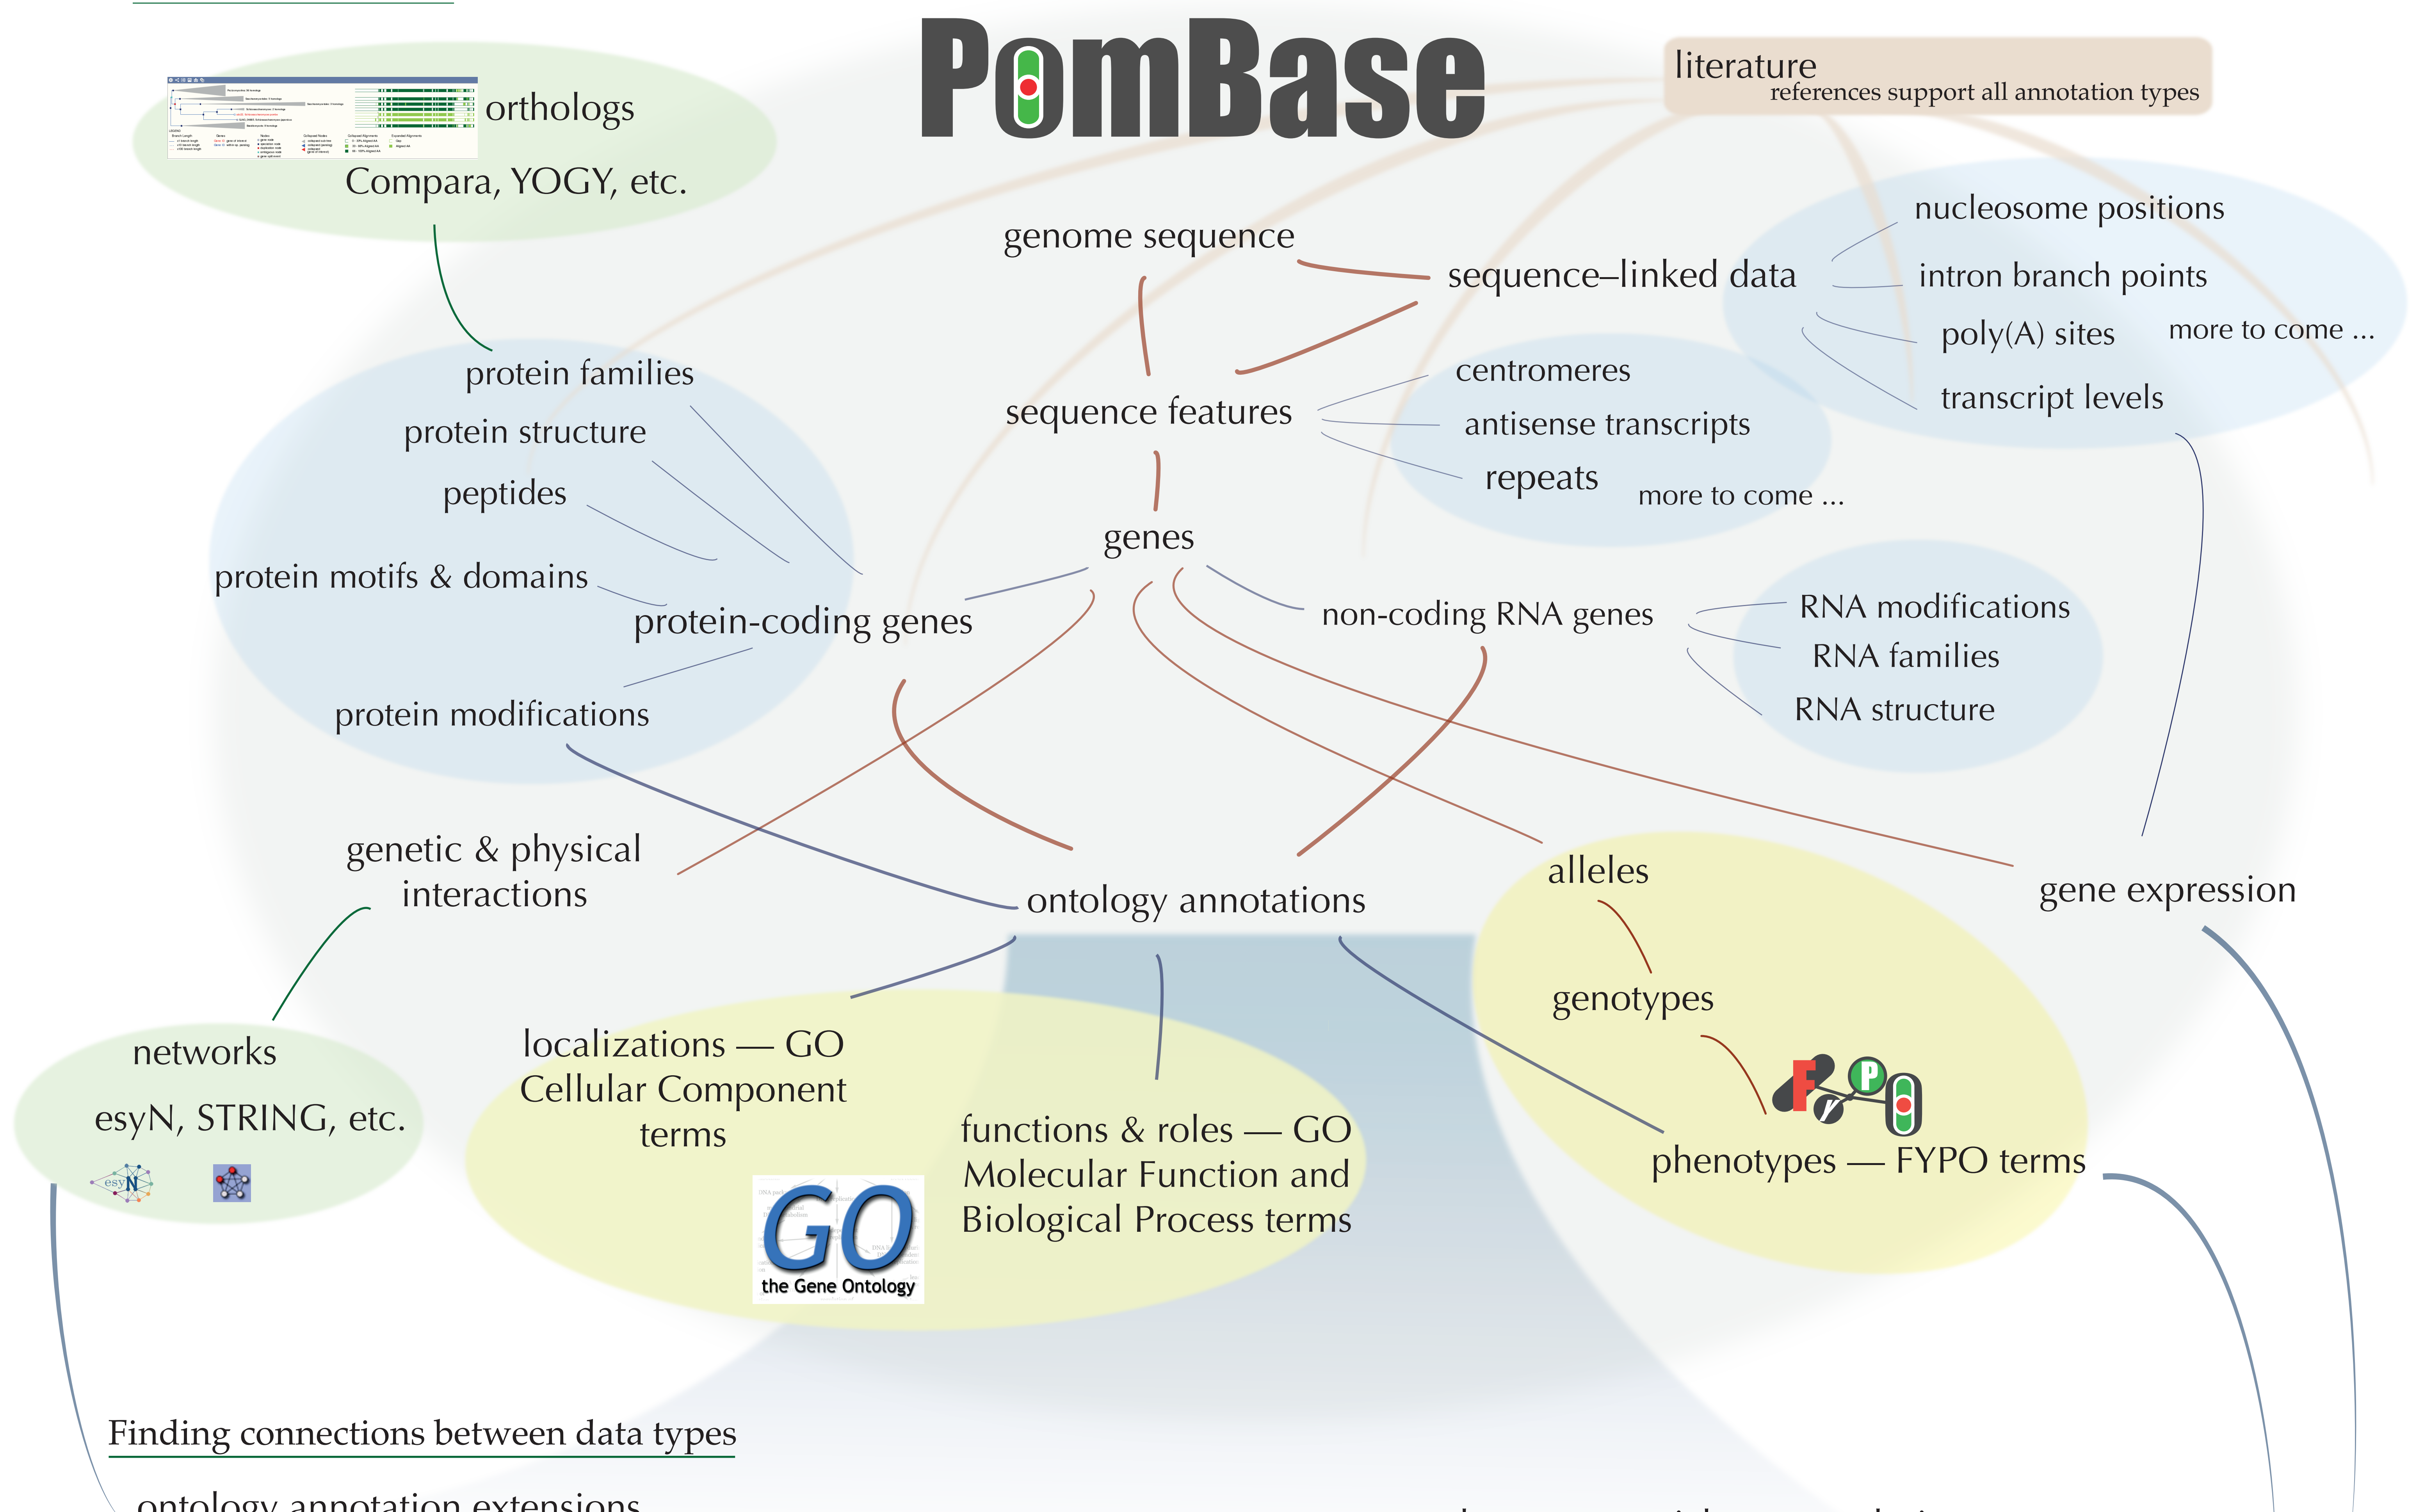 PomBase
literature
references support all annotation types
orthologs
Compara, YOGY, etc.
genome sequence
sequence–linked data
nucleosome positions
intron branch points
poly(A) sites
more to come ...
transcript levels
protein families
protein structure
peptides
protein motifs & domains
protein-coding genes
protein modifications
sequence features
centromeres
antisense transcripts
repeats
more to come ...
genes
non-coding RNA genes
RNA modifications
RNA families
RNA structure
genetic & physical
interactions
ontology annotations
alleles
gene expression
genotypes
networks
esyN, STRING, etc.
esyN
localizations — GO
Cellular Component
terms
functions & roles — GO
Molecular Function and
Biological Process terms
GO
the Gene Ontology
FyPO
phenotypes — FYPO terms
Finding connections between data types
ontology annotation extensions